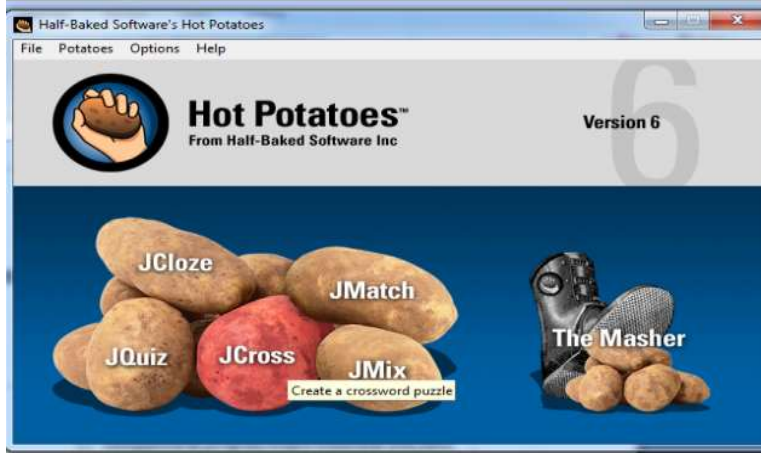 Half-Baked Software's Hot Potatoes
File Potatoes Options Help
Hot Potatoes™
From Half-Baked Software Inc
Version 6
6
JCloze
JMatch
JQuiz
JCross
JMix
Create a crossword puzzle
The Masher